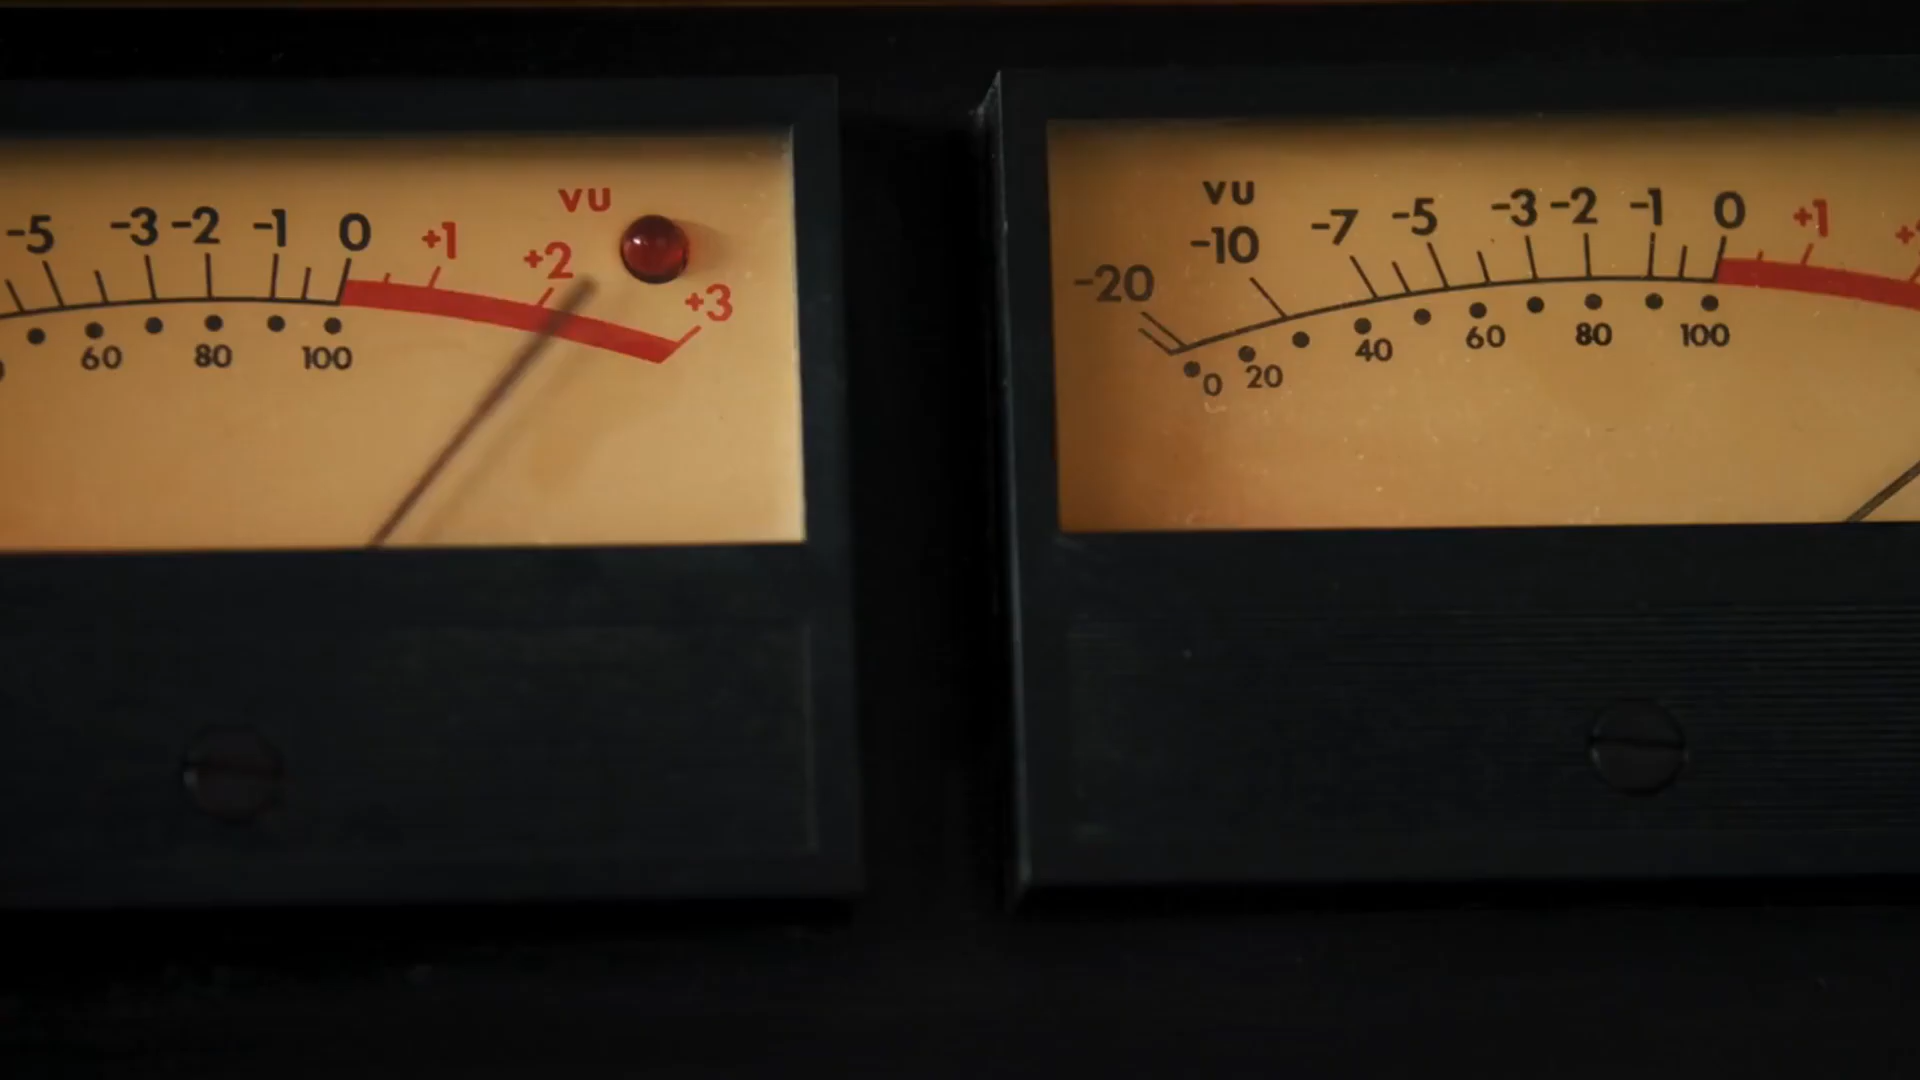 vu
-5 -3 -2 -1 0 +1 +2 +3
60 80 100
vu
-20 -10 -7 -5 -3 -2 -1 0 +1
0 20 40 60 80 100